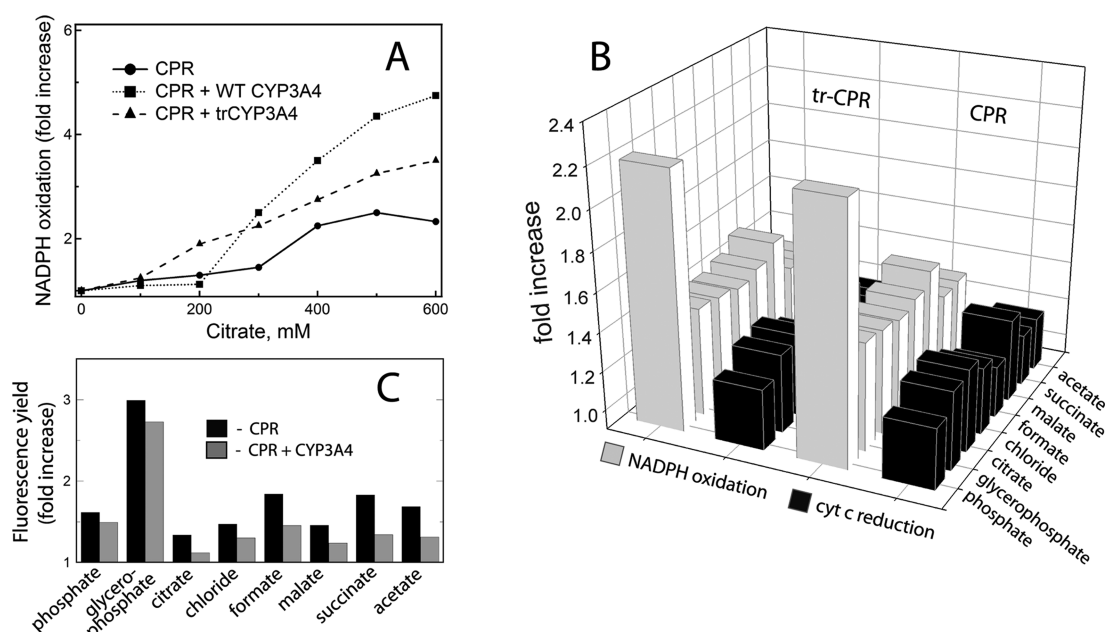 A
NADPH oxidation (fold increase)
6
4
2
CPR
CPR + WT CYP3A4
CPR + trCYP3A4
0
200
400
600
Citrate, mM
B
tr-CPR
CPR
fold increase
2.4
2.2
2.0
1.8
1.6
1.4
1.2
1.0
NADPH oxidation
cyt c reduction
acetate
succinate
malate
formate
chloride
citrate
glycerophosphate
phosphate
C
Fluorescence yield
(fold increase)
3
2
1
- CPR
- CPR + CYP3A4
phosphate
glycero-
phosphate
citrate
chloride
formate
malate
succinate
acetate